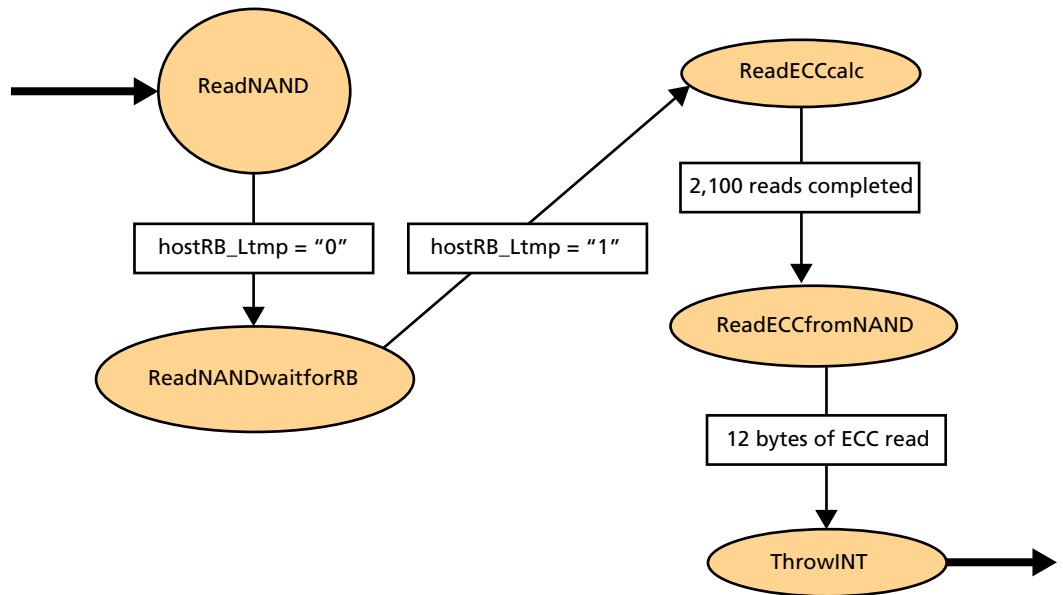 ReadNAND
hostRB_Ltmp = “0”
ReadNANDwaitforRB
hostRB_Ltmp = “1”
ReadECCcalc
2,100 reads completed
ReadECCfromNAND
12 bytes of ECC read
ThrowINT